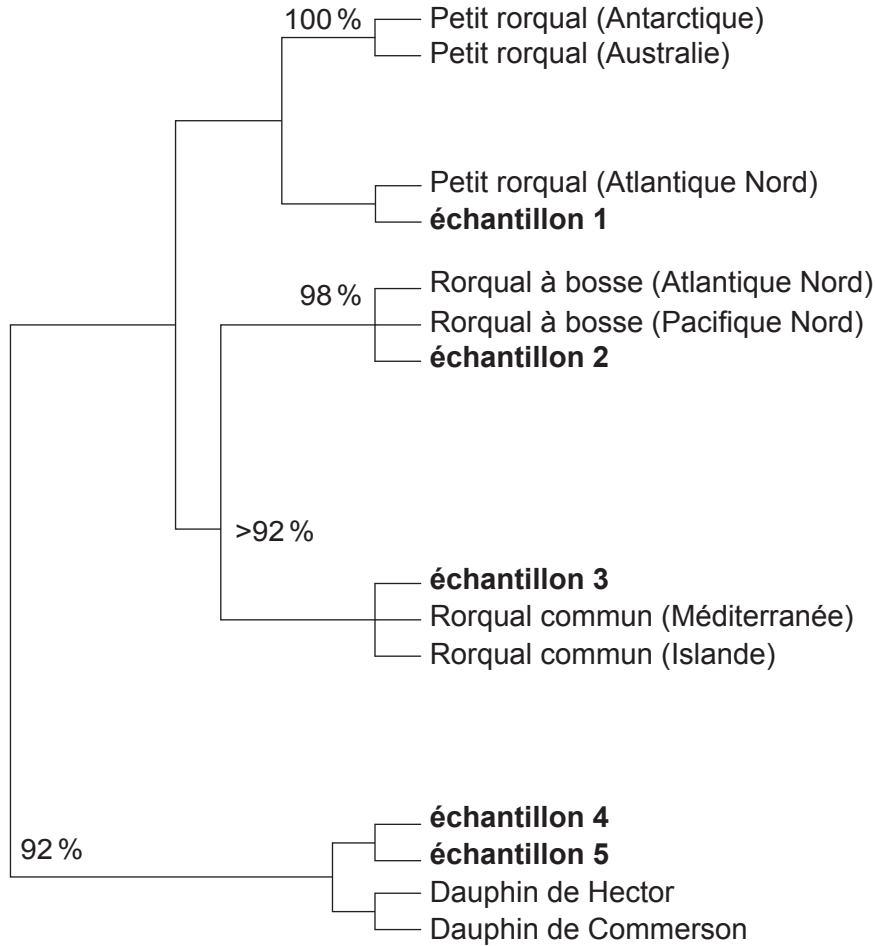 100 %
Petit rorqual (Antarctique)
Petit rorqual (Australie)
Petit rorqual (Atlantique Nord)
échantillon 1
98 %
Rorqual à bosse (Atlantique Nord)
Rorqual à bosse (Pacifique Nord)
échantillon 2
>92 %
échantillon 3
Rorqual commun (Méditerranée)
Rorqual commun (Islande)
92 %
échantillon 4
échantillon 5
Dauphin de Hector
Dauphin de Commerson